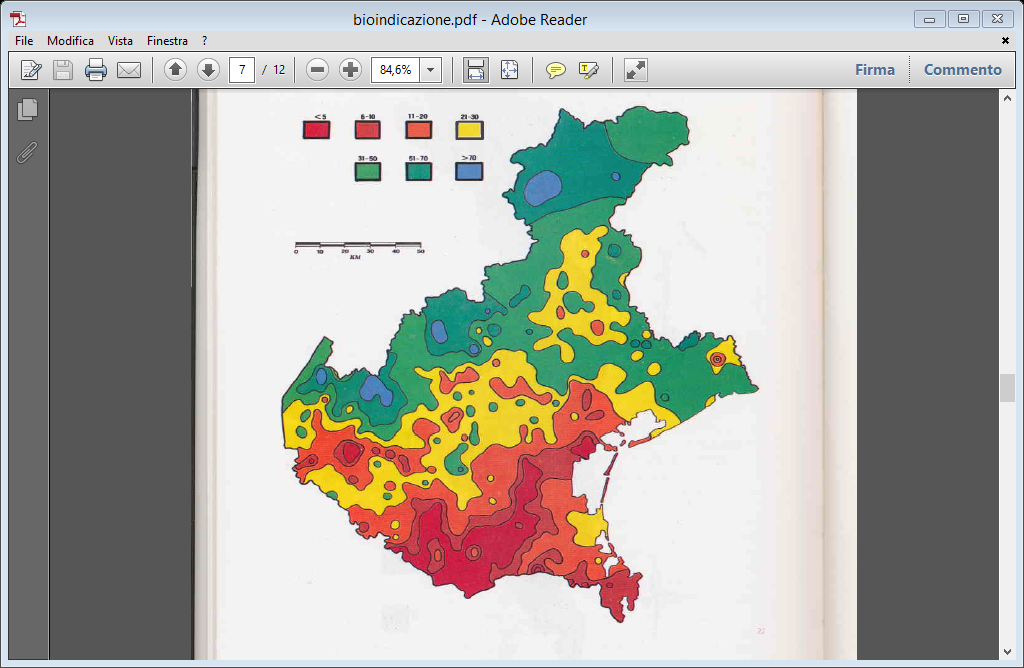 bioindicazione.pdf - Adobe Reader
File Modifica Vista Finestra ?
7 / 12 84,6% T Firma Commento
<5 6-10 11-20 21-30
31-50 51-70 >70
0 10 20 30 40 50
KM